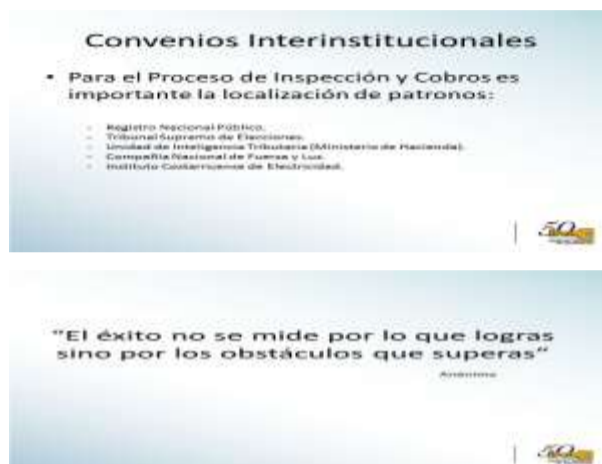 Convenios Interinstitucionales
• Para el Proceso de Inspección y Cobros es
importante la localización de patronos:
- Registro Nacional Público.
- Tribunal Supremo de Elecciones.
- Unidad de Inteligencia Tributaria (Ministerio de Hacienda).
- Compañía Nacional de Fuerza y Luz.
- Instituto Costarricense de Electricidad.
50
"El éxito no se mide por lo que logras
sino por los obstáculos que superas"
Anónimo
50